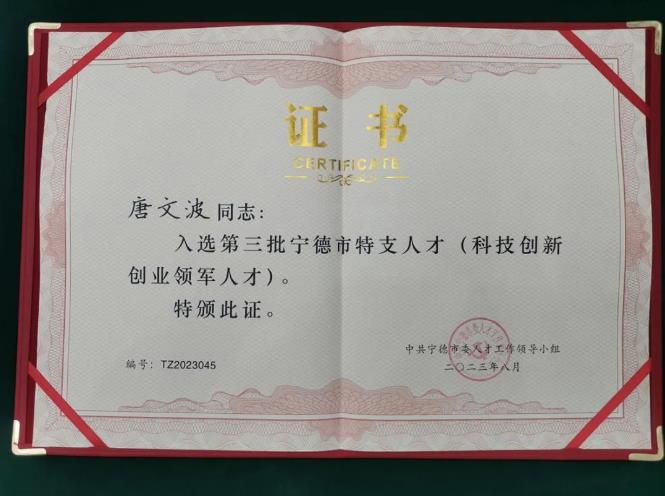 证书
CERTIFICATE
唐文波同志：
入选第三批宁德市特支人才（科技创新
创业领军人才）。
特颁此证。
编号：TZ2023045
中共宁德市委人才工作领导小组
二〇二三年八月